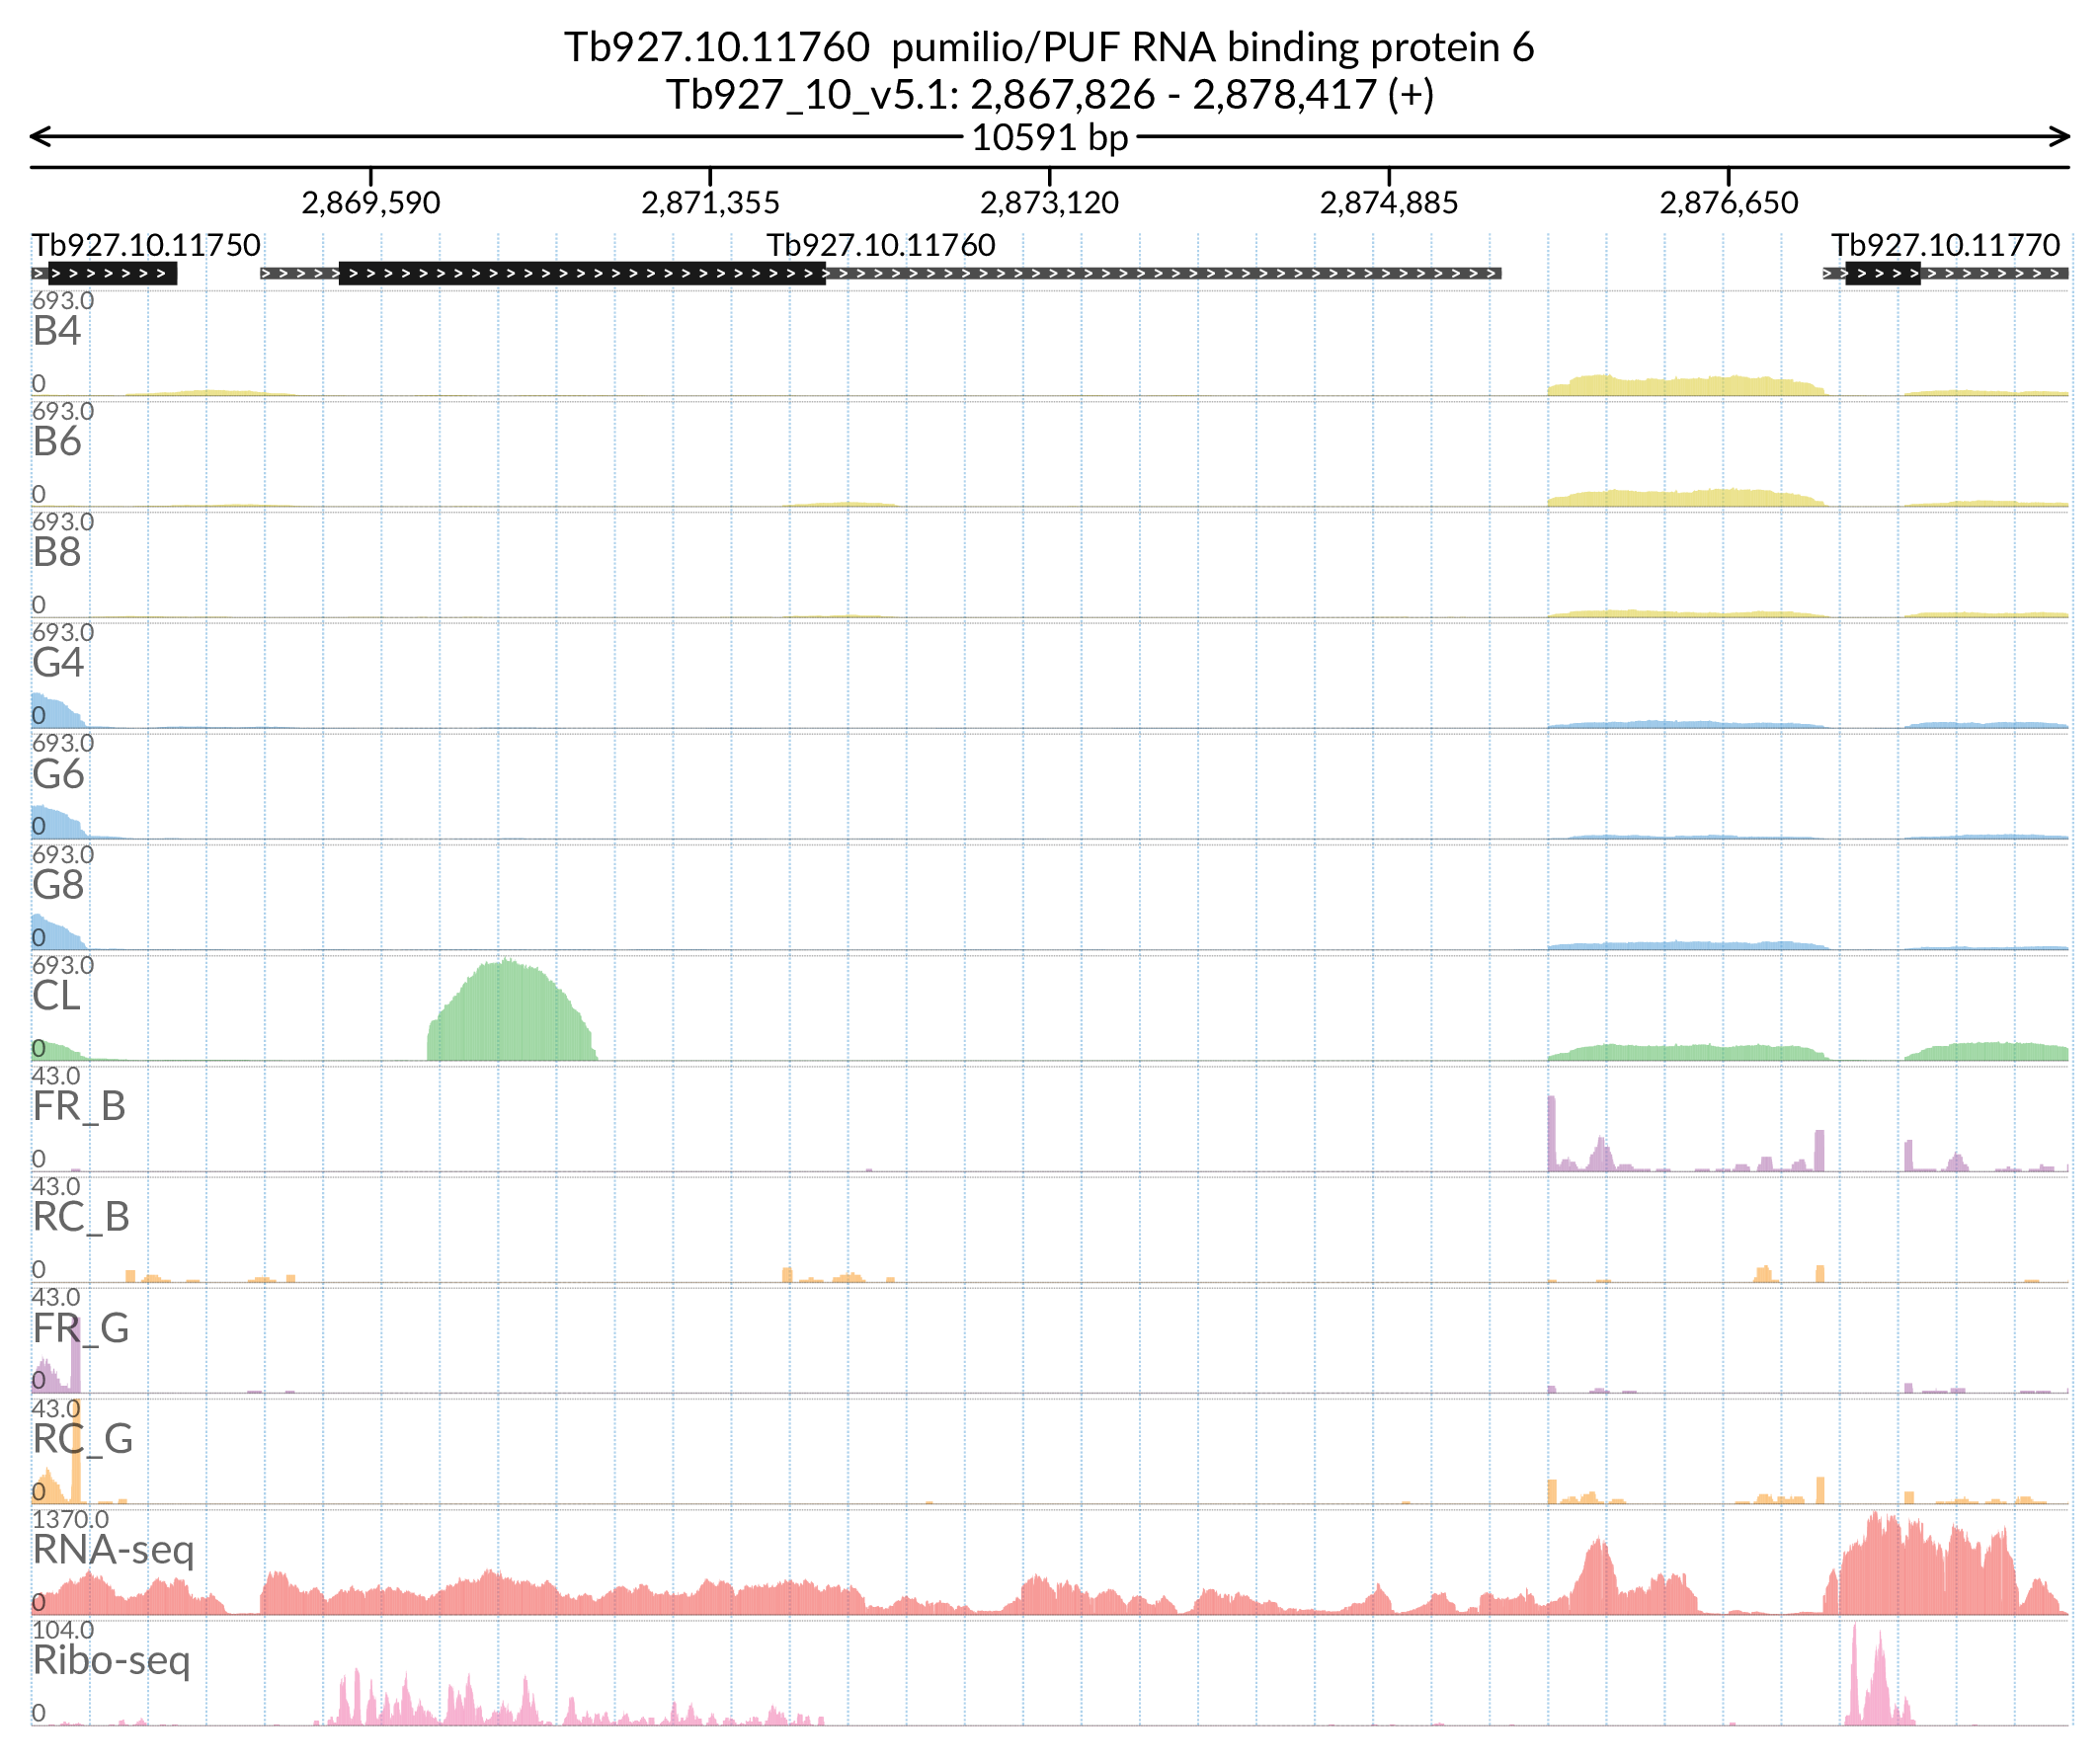 Tb927.10.11760 pumilio/PUF RNA binding protein 6
Tb927_10_v5.1: 2,867,826 - 2,878,417 (+)
10591 bp
2,869,590 2,871,355 2,873,120 2,874,885 2,876,650
Tb927.10.11750 Tb927.10.11760 Tb927.10.11770
693.0
B4
0
693.0
B6
0
693.0
B8
0
693.0
G4
0
693.0
G6
0
693.0
G8
0
693.0
CL
0
43.0
FR_B
0
43.0
RC_B
0
43.0
FR_G
0
43.0
RC_G
0
1370.0
RNA-seq
0
104.0
Ribo-seq
0